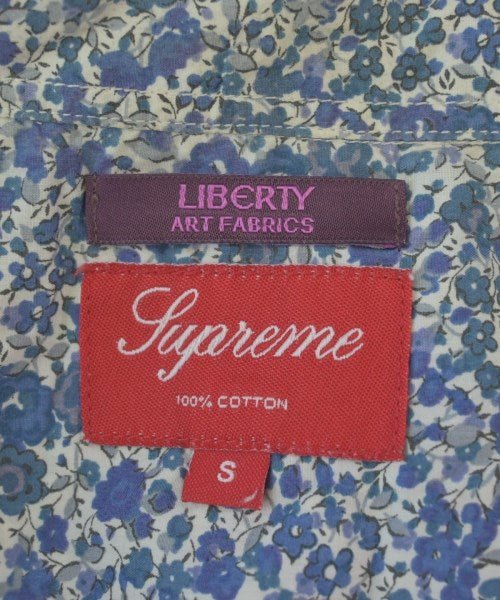 LIBERTY
ART FABRICS
Supreme
100% COTTON
S